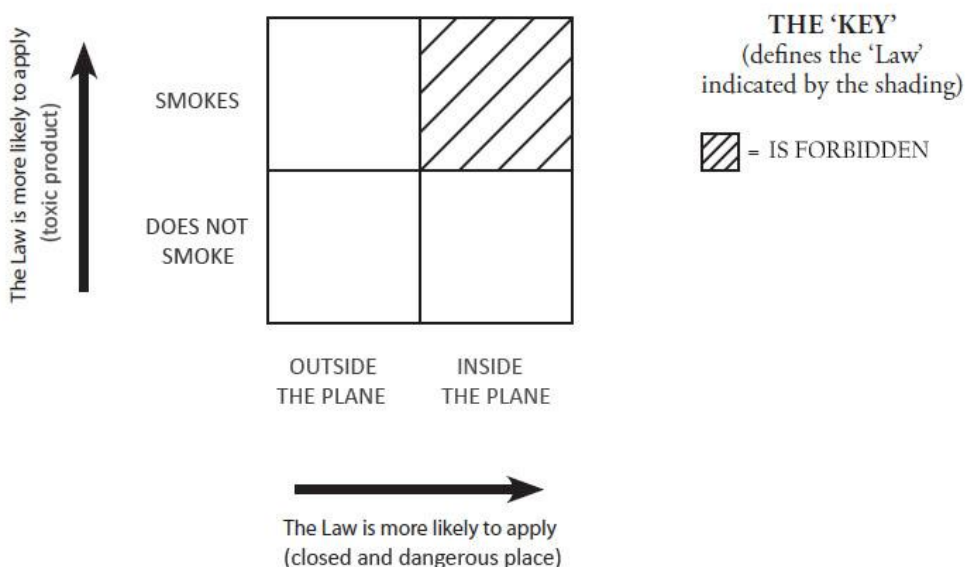 The Law is more likely to apply
(toxic product)
SMOKES
DOES NOT
SMOKE
OUTSIDE
THE PLANE
INSIDE
THE PLANE
The Law is more likely to apply
(closed and dangerous place)
THE ‘KEY’
(defines the ‘Law’
indicated by the shading)
= IS FORBIDDEN